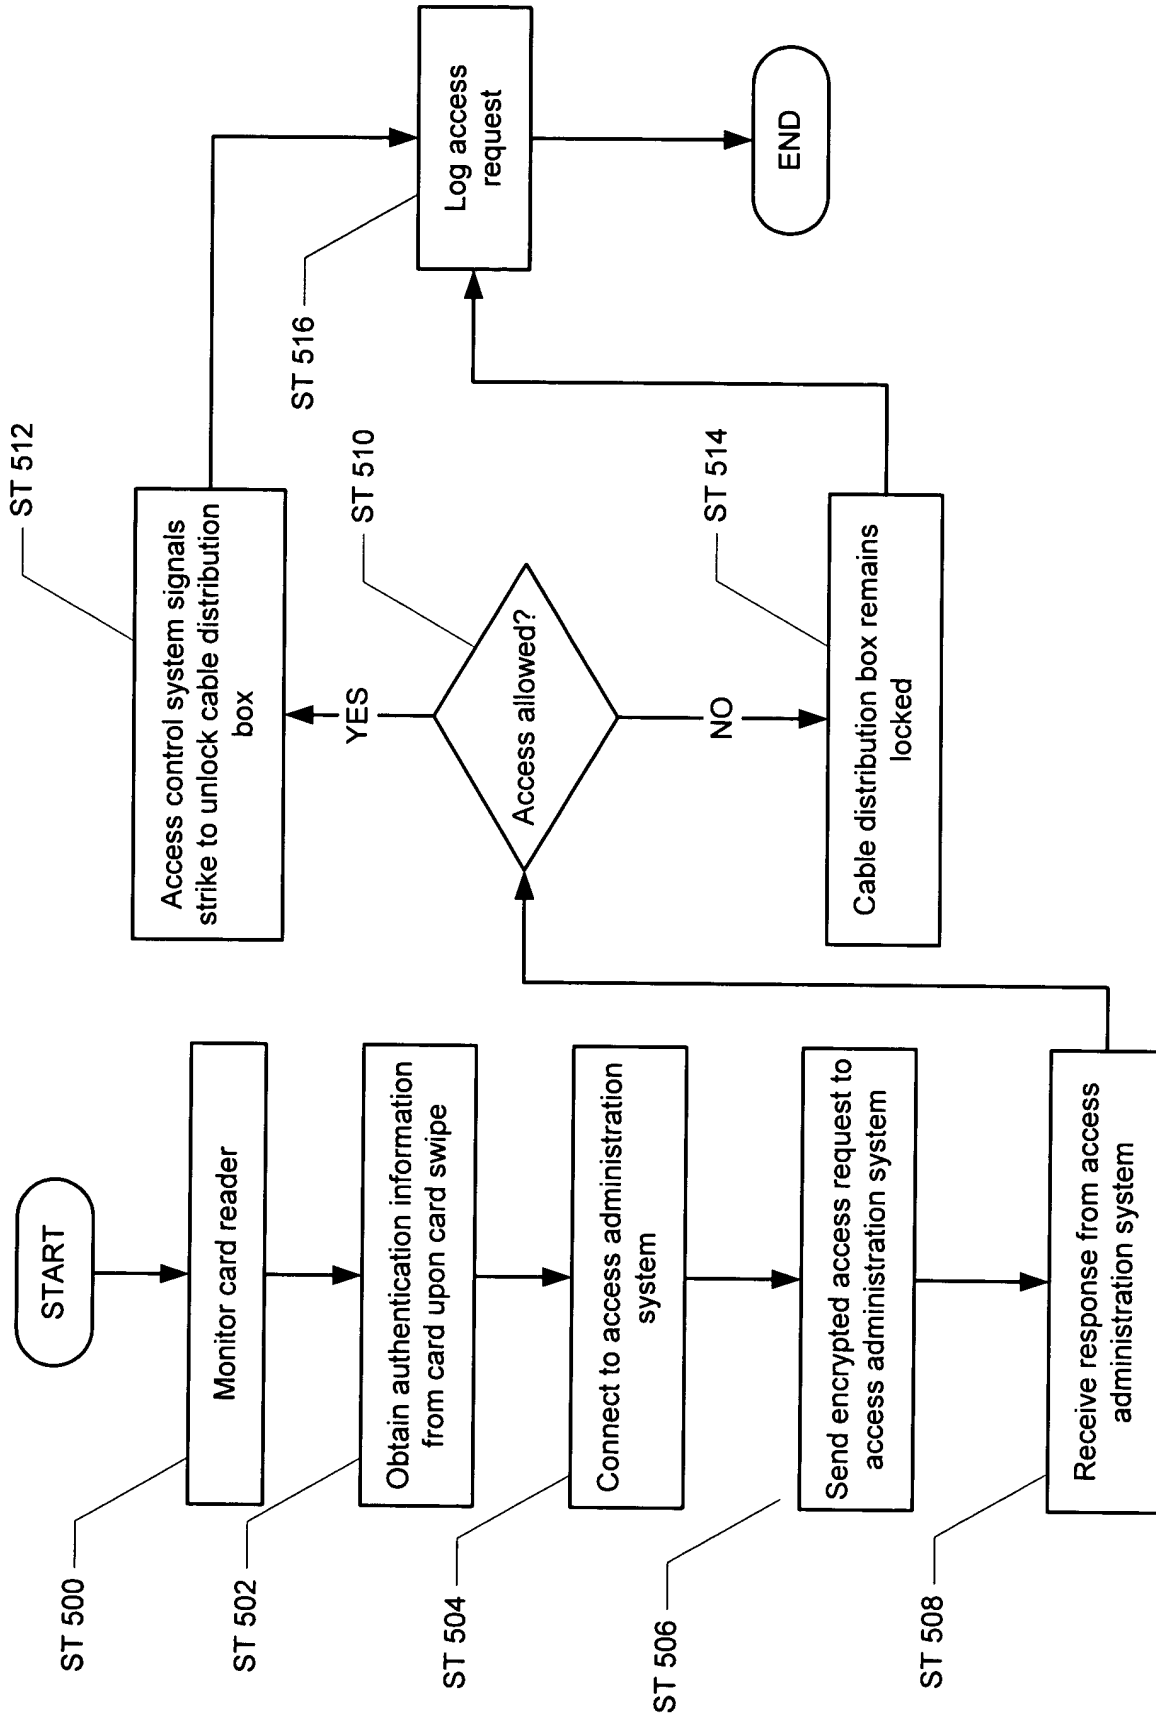 START
ST 500
Monitor card reader
ST 502
Obtain authentication information
from card upon card swipe
ST 504
Connect to access administration
system
ST 506
Send encrypted access request to
access administration system
ST 508
Receive response from access
administration system
ST 510
Access allowed?
YES
NO
ST 512
Access control system signals
strike to unlock cable distribution
box
ST 514
Cable distribution box remains
locked
ST 516
Log access
request
END